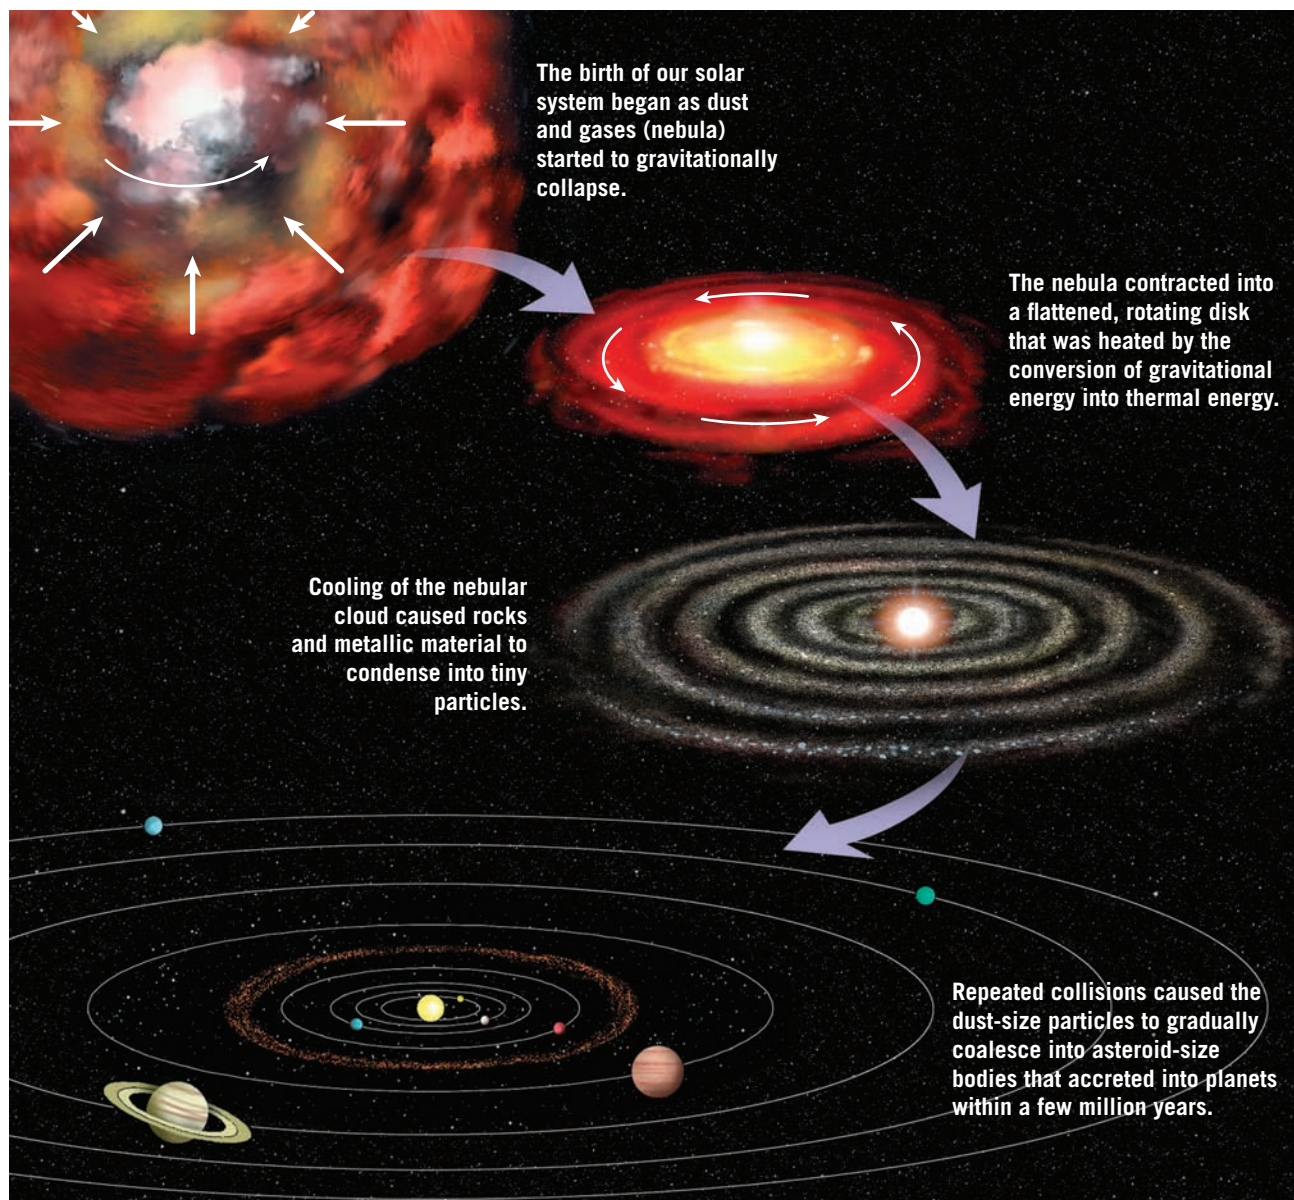 The birth of our solar
system began as dust
and gases (nebula)
started to gravitationally
collapse.
The nebula contracted into
a flattened, rotating disk
that was heated by the
conversion of gravitational
energy into thermal energy.
Cooling of the nebular
cloud caused rocks
and metallic material to
condense into tiny
particles.
Repeated collisions caused the
dust-size particles to gradually
coalesce into asteroid-size
bodies that accreted into planets
within a few million years.